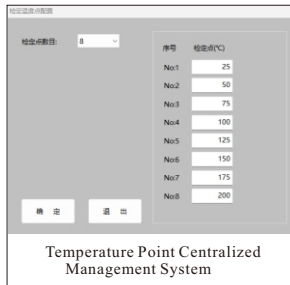 检定温度点配置
检定点数目: 8
序号 检定点(℃)
No:1 25
No:2 50
No:3 75
No:4 100
No:5 125
No:6 150
No:7 175
No:8 200
确 定 退 出
Temperature Point Centralized
Management System